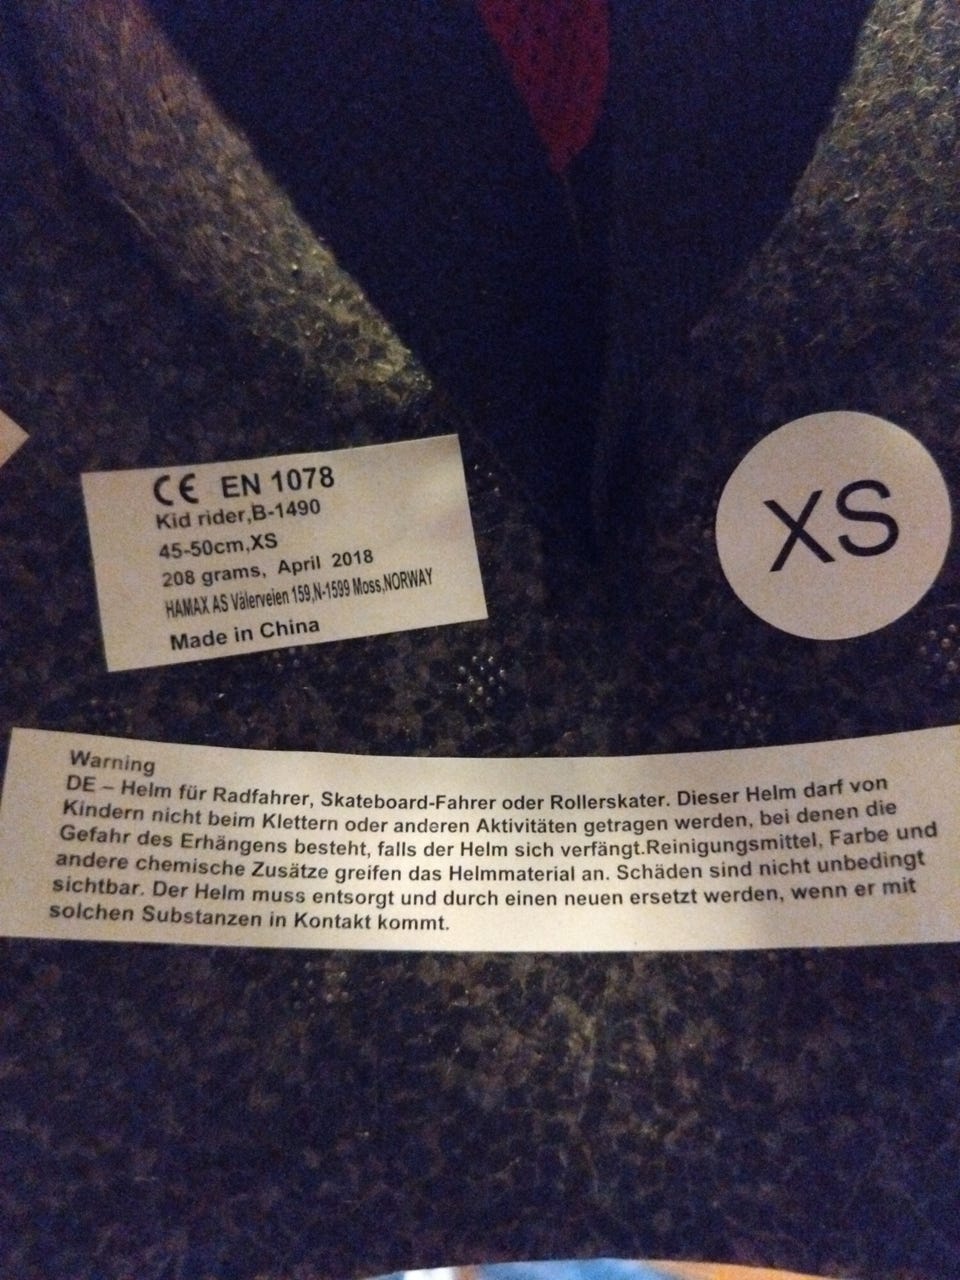 CE EN 1078
Kid rider,B-1490
45-50cm,XS
208 grams, April 2018
HAMAX AS Välerveien 159,N-1599 Moss,NORWAY
Made in China
XS
Warning
DE – Helm für Radfahrer, Skateboard-Fahrer oder Rollerskater. Dieser Helm darf von
Kindern nicht beim Klettern oder anderen Aktivitäten getragen werden, bei denen die
Gefahr des Erhängens besteht, falls der Helm sich verfängt.Reinigungsmittel, Farbe und
andere chemische Zusätze greifen das Helmmaterial an. Schäden sind nicht unbedingt
sichtbar. Der Helm muss entsorgt und durch einen neuen ersetzt werden, wenn er mit
solchen Substanzen in Kontakt kommt.